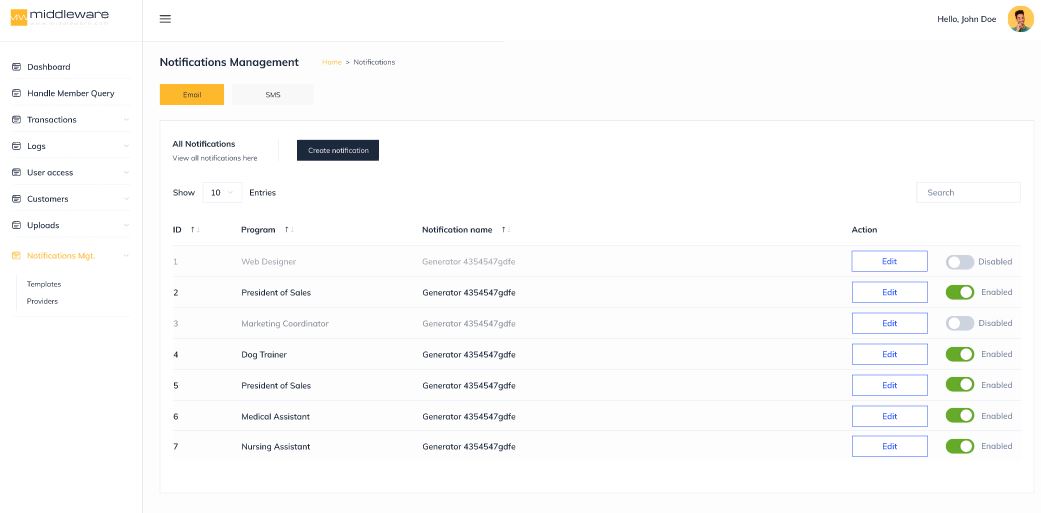 MW middleware
Hello, John Doe
Dashboard
Handle Member Query
Transactions
Logs
User access
Customers
Uploads
Notifications Mgt.
Templates
Providers
Notifications Management
Home > Notifications
Email
SMS
All Notifications
View all notifications here
Create notification
Show 10 Entries
Search
ID Program Notification name Action
1 Web Designer Generator 4354547gdfe Edit Disabled
2 President of Sales Generator 4354547gdfe Edit Enabled
3 Marketing Coordinator Generator 4354547gdfe Edit Disabled
4 Dog Trainer Generator 4354547gdfe Edit Enabled
5 President of Sales Generator 4354547gdfe Edit Enabled
6 Medical Assistant Generator 4354547gdfe Edit Enabled
7 Nursing Assistant Generator 4354547gdfe Edit Enabled